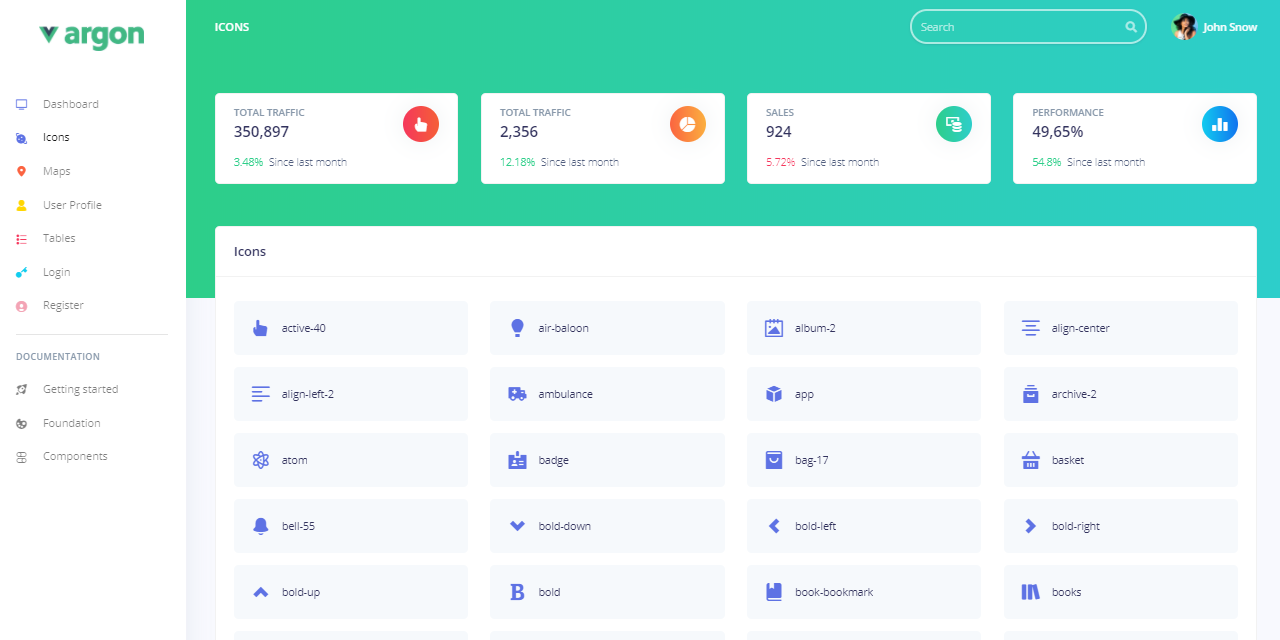 argon
Dashboard
Icons
Maps
User Profile
Tables
Login
Register
DOCUMENTATION
Getting started
Foundation
Components
ICONS
Search
John Snow
TOTAL TRAFFIC
350,897
3.48% Since last month
TOTAL TRAFFIC
2,356
12.18% Since last month
SALES
924
5.72% Since last month
PERFORMANCE
49,65%
54.8% Since last month
Icons
active-40
air-baloon
album-2
align-center
align-left-2
ambulance
app
archive-2
atom
badge
bag-17
basket
bell-55
bold-down
bold-left
bold-right
bold-up
bold
book-bookmark
books